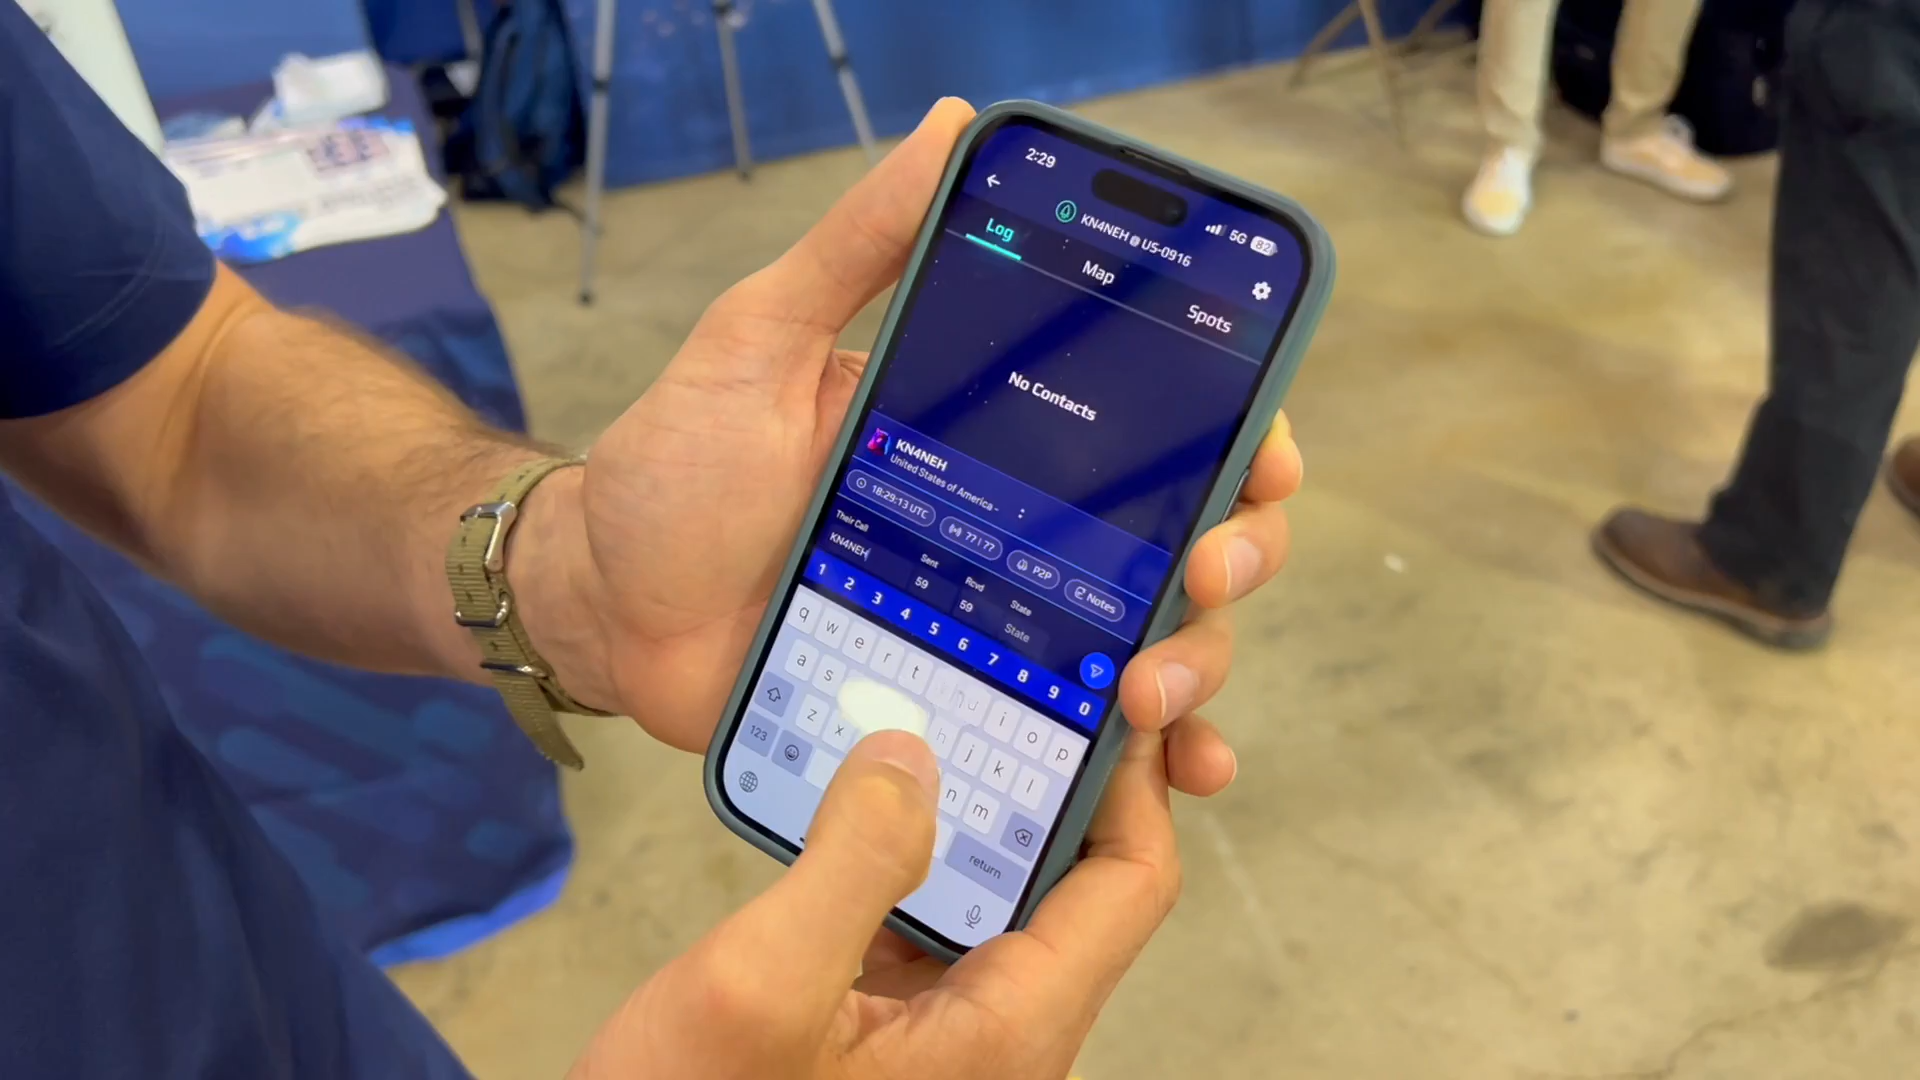 2:29
5G 82
KN4NEH @ US-0916
Log
Map
Spots
No Contacts
KN4NEH
United States of America -
18:29:13 UTC
?? | ??
P2P
Notes
Their Call
Sent
Rcvd
State
KN4NEH
59
59
State
1 2 3 4 5 6 7 8 9 0
q w e r t u i o p
a s h j k l
z x n m
123
return